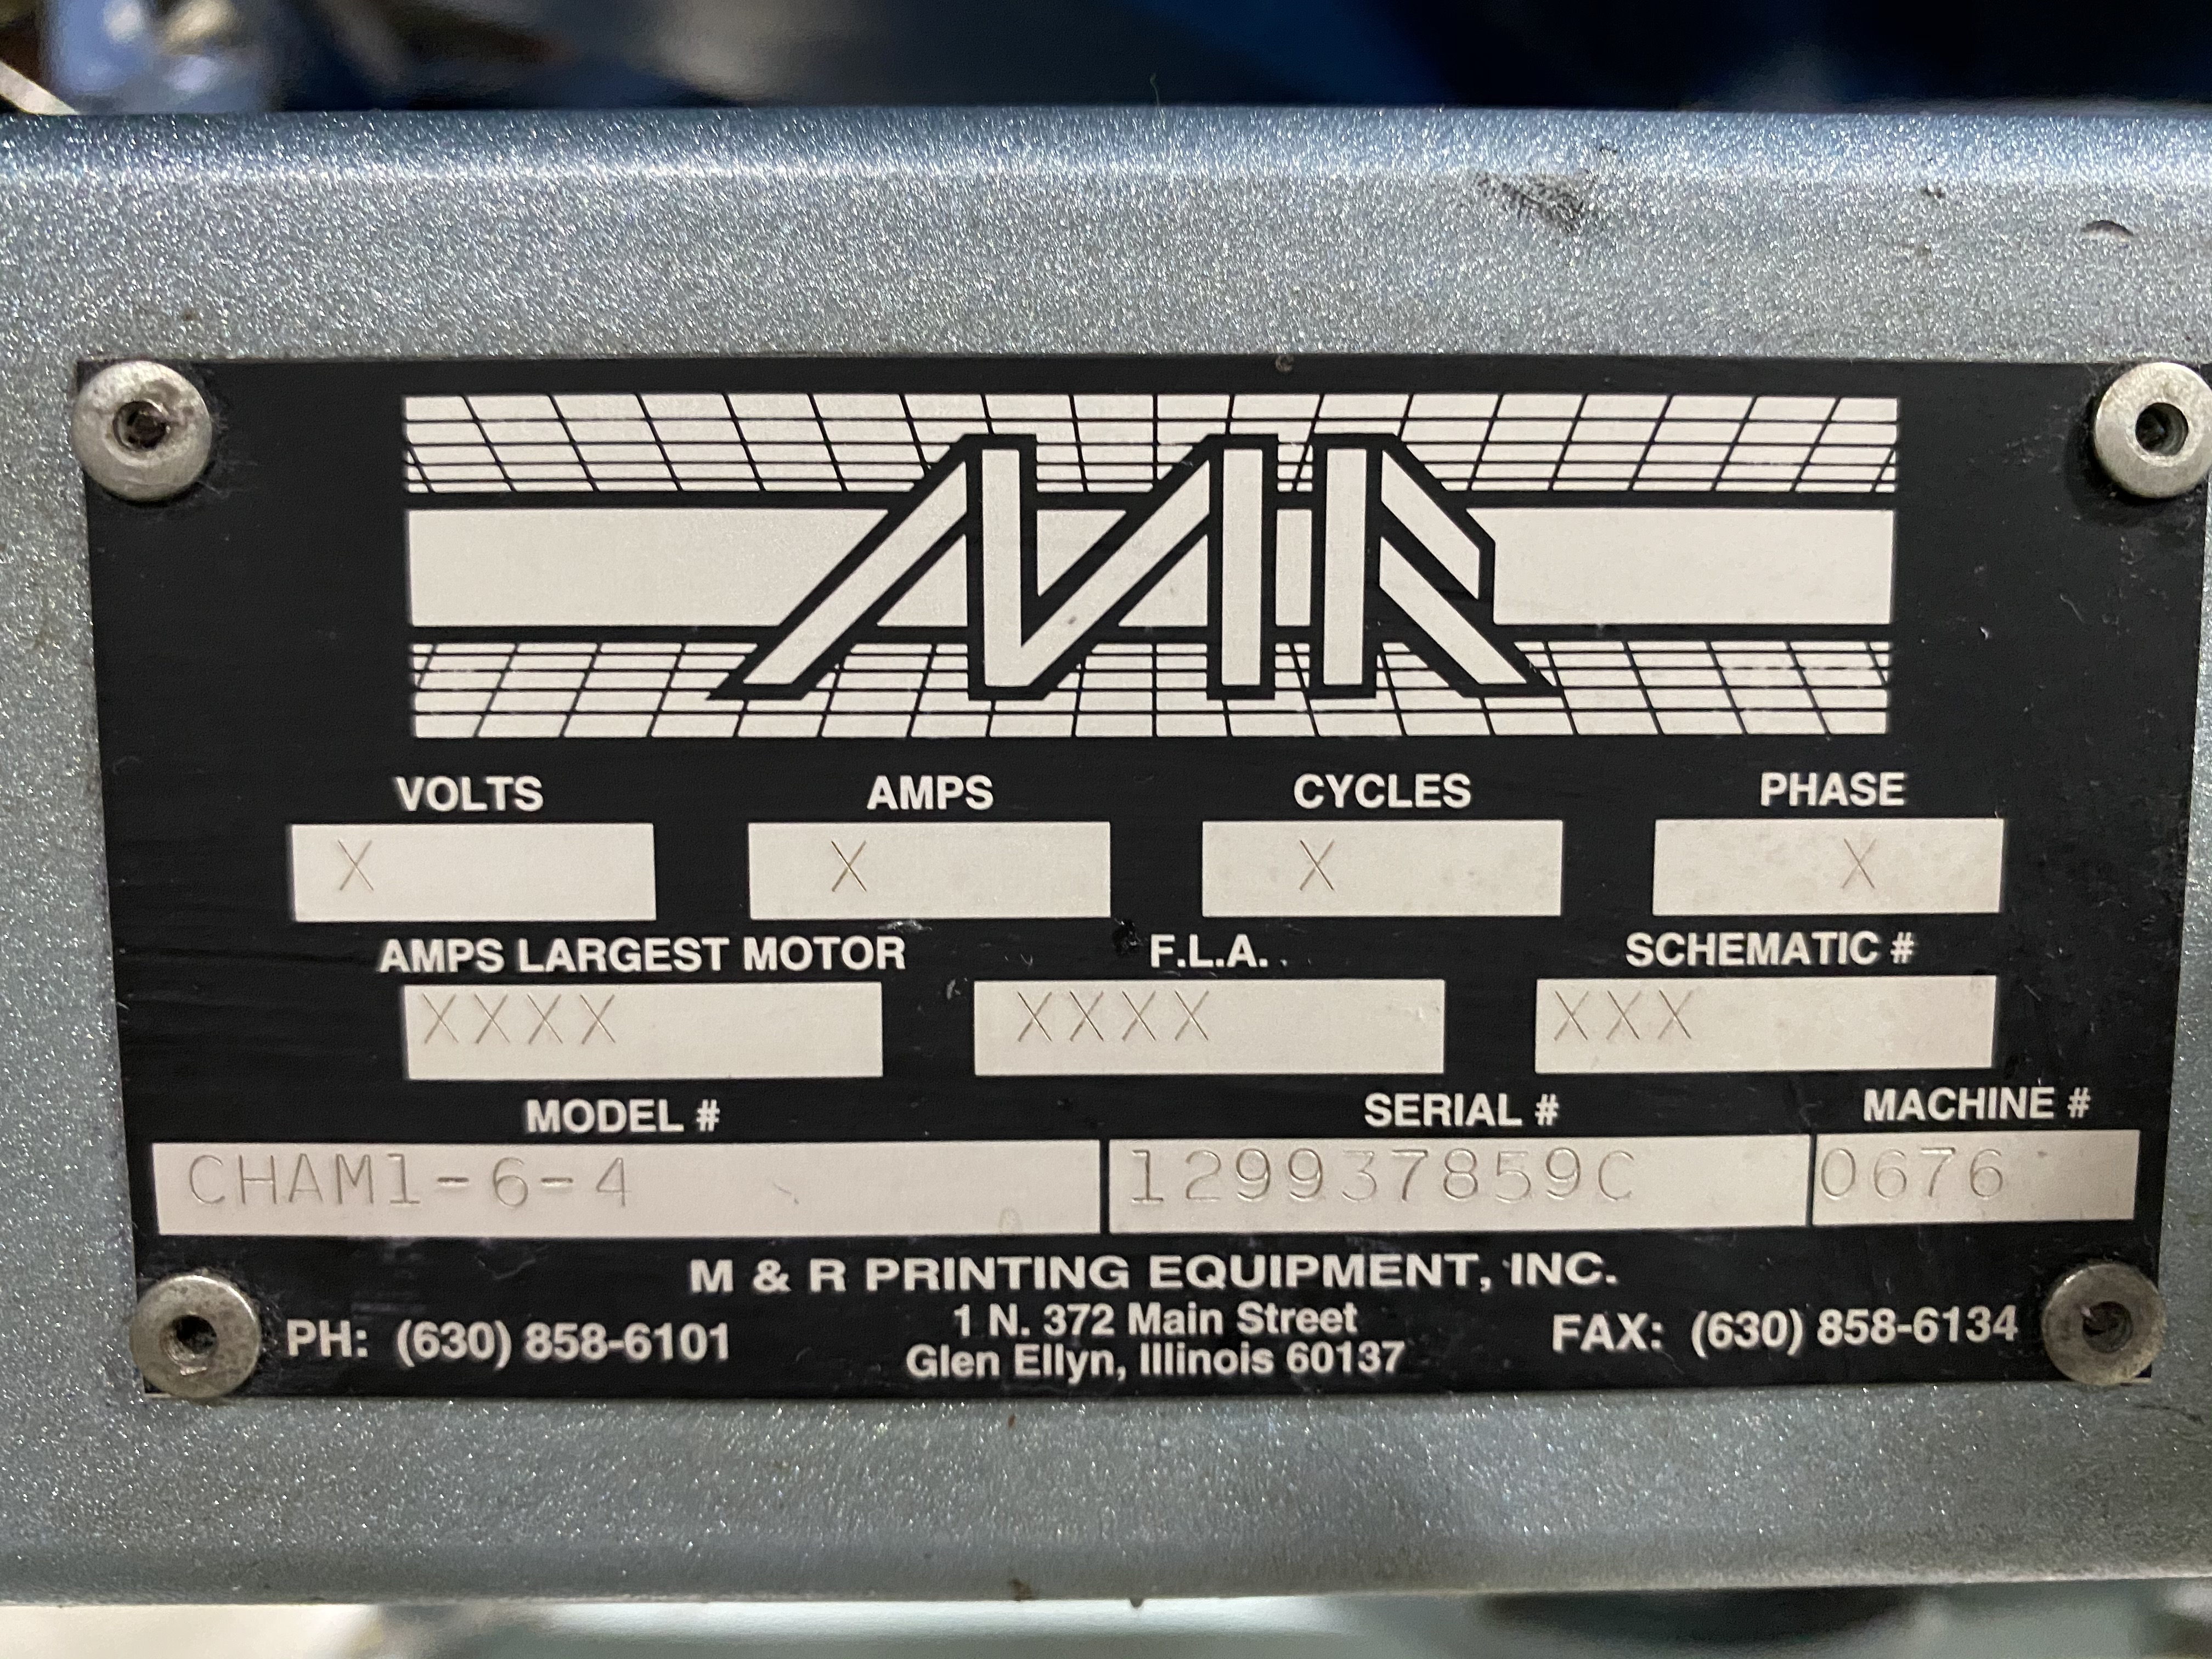 MR
VOLTS AMPS CYCLES PHASE
X X X X
AMPS LARGEST MOTOR F.L.A. SCHEMATIC #
XXXX XXXX XXX
MODEL # SERIAL # MACHINE #
CHAM1-6-4 129937859C 0676
M & R PRINTING EQUIPMENT, INC.
1 N. 372 Main Street
PH: (630) 858-6101 Glen Ellyn, Illinois 60137 FAX: (630) 858-6134